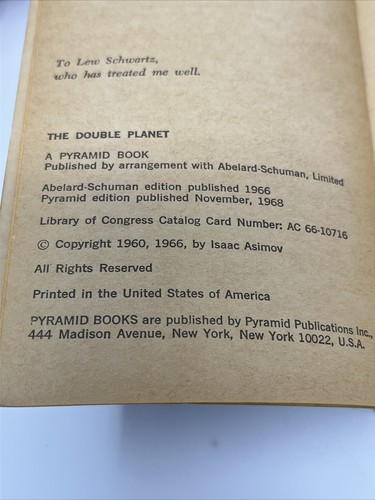 To Lew Schwartz,
who has treated me well.
THE DOUBLE PLANET
A PYRAMID BOOK
Published by arrangement with Abelard-Schuman, Limited
Abelard-Schuman edition published 1966
Pyramid edition published November, 1968
Library of Congress Catalog Card Number: AC 66-10716
© Copyright 1960, 1966, by Isaac Asimov
All Rights Reserved
Printed in the United States of America
PYRAMID BOOKS are published by Pyramid Publications Inc.,
444 Madison Avenue, New York, New York 10022, U.S.A.